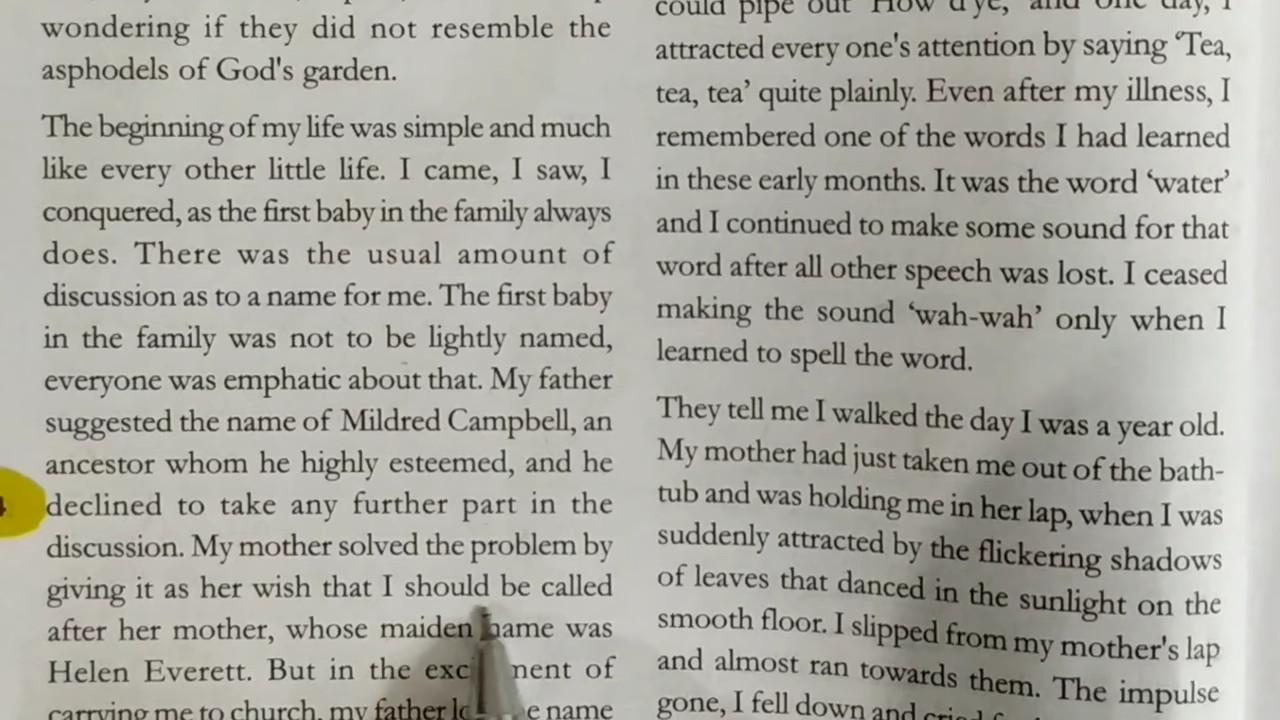 wondering if they did not resemble the
asphodels of God's garden.
The beginning of my life was simple and much
like every other little life. I came, I saw, I
conquered, as the first baby in the family always
does. There was the usual amount of
discussion as to a name for me. The first baby
in the family was not to be lightly named,
everyone was emphatic about that. My father
suggested the name of Mildred Campbell, an
ancestor whom he highly esteemed, and he
declined to take any further part in the
discussion. My mother solved the problem by
giving it as her wish that I should be called
after her mother, whose maiden name was
Helen Everett. But in the of
carrying me to church, my father name
could pipe out 'How d'ye,' and one day, I
attracted every one's attention by saying 'Tea,
tea, tea' quite plainly. Even after my illness, I
remembered one of the words I had learned
in these early months. It was the word 'water'
and I continued to make some sound for that
word after all other speech was lost. I ceased
making the sound 'wah-wah' only when I
learned to spell the word.
They tell me I walked the day I was a year old.
My mother had just taken me out of the bath-
tub and was holding me in her lap, when I was
suddenly attracted by the flickering shadows
of leaves that danced in the sunlight on the
smooth floor. I slipped from my mother's lap
and almost ran towards them. The impulse
gone, I fell down and cried